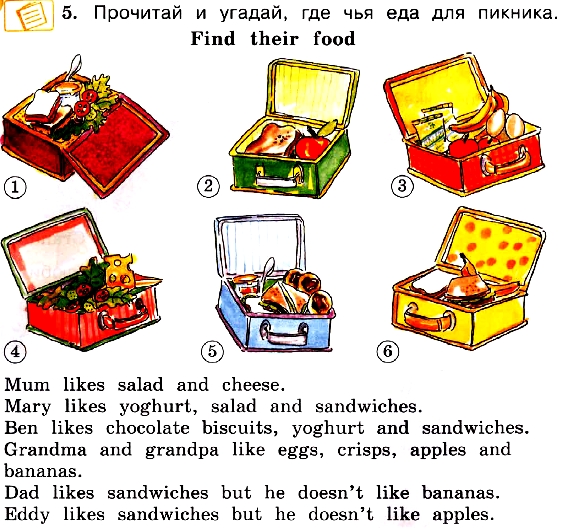 5. Прочитай и угадай, где чья еда для пикника.
Find their food
1
2
3
4
5
6
Mum likes salad and cheese.
Mary likes yoghurt, salad and sandwiches.
Ben likes chocolate biscuits, yoghurt and sandwiches.
Grandma and grandpa like eggs, crisps, apples and
bananas.
Dad likes sandwiches but he doesn't like bananas.
Eddy likes sandwiches but he doesn't like apples.